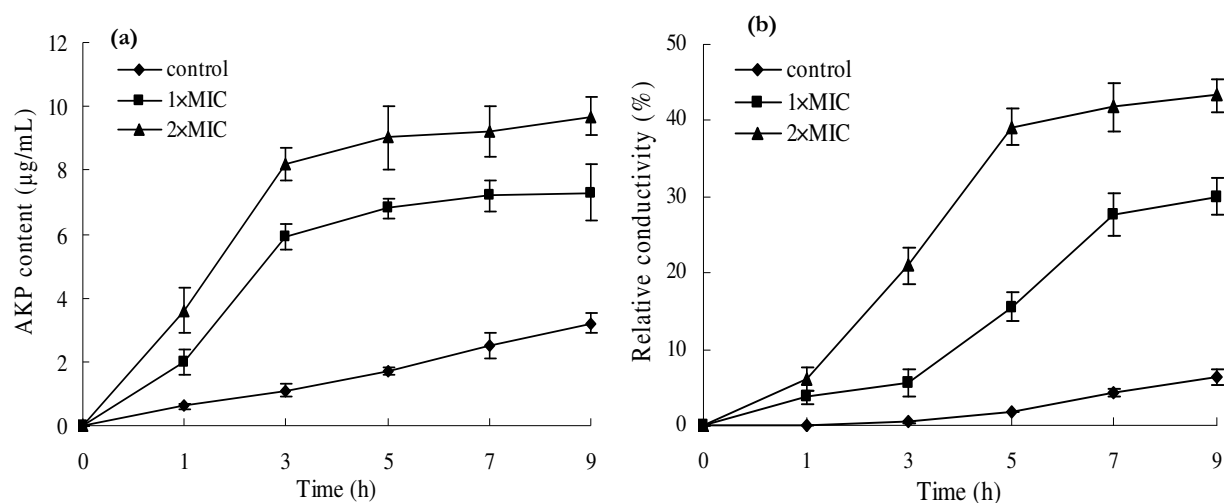 (a)
control
1×MIC
2×MIC
AKP content (μg/mL)
12
10
8
6
4
2
0
0 1 3 5 7 9
Time (h)
(b)
control
1×MIC
2×MIC
Relative conductivity (%)
50
40
30
20
10
0
0 1 3 5 7 9
Time (h)